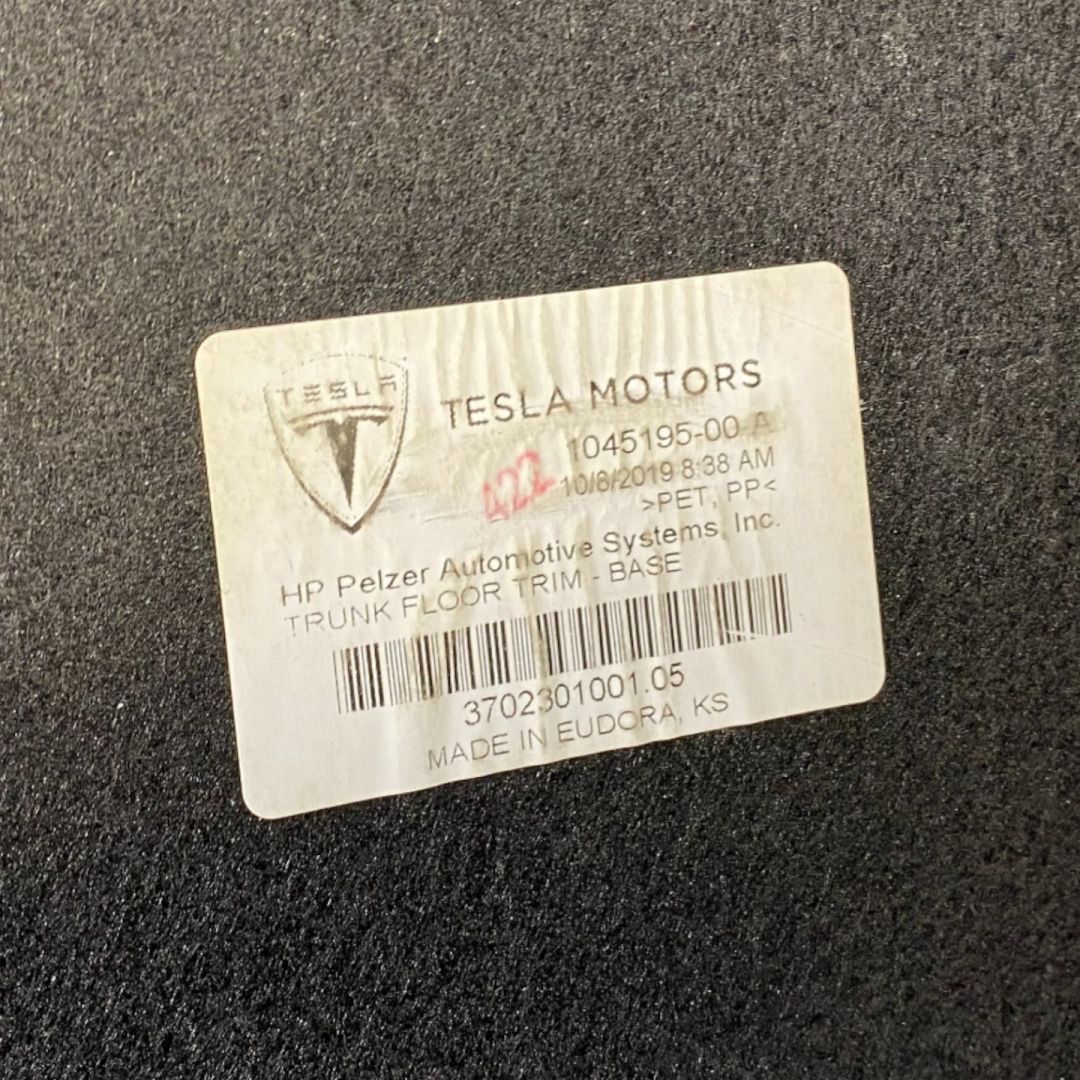 TESLA
TESLA MOTORS
1045195-00-A
422
10/8/2019 8:38 AM
>PET, PP<
HP Pelzer Automotive Systems, Inc.
TRUNK FLOOR TRIM - BASE
3702301001.05
MADE IN EUDORA, KS